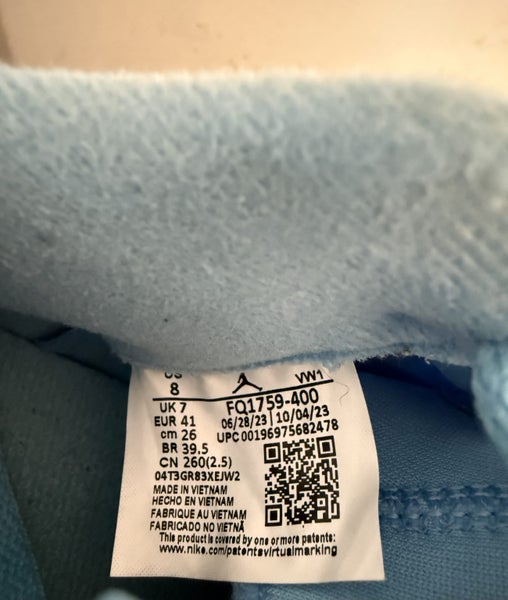 US VW1
8
UK 7 FQ1759-400
EUR 41 06/28/23 | 10/04/23
cm 26 UPC 00196975682478
BR 39.5
CN 260(2.5)
04T3GR83XEJW2
MADE IN VIETNAM
HECHO EN VIETNAM
FABRIQUE AU VIETNAM
FABRICADO NO VIETNÃ
This product is covered by one or more patents:
www.nike.com/patentsvirtualmarking